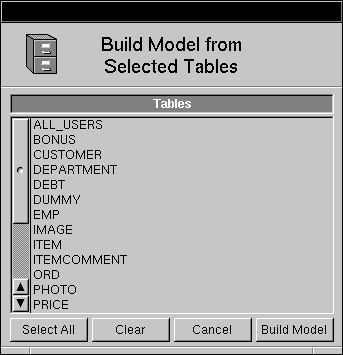 Build Model from
Selected Tables
Tables
ALL_USERS
BONUS
CUSTOMER
DEPARTMENT
DEBT
DUMMY
EMP
IMAGE
ITEM
ITEMCOMMENT
ORD
PHOTO
PRICE
Select All Clear Cancel Build Model